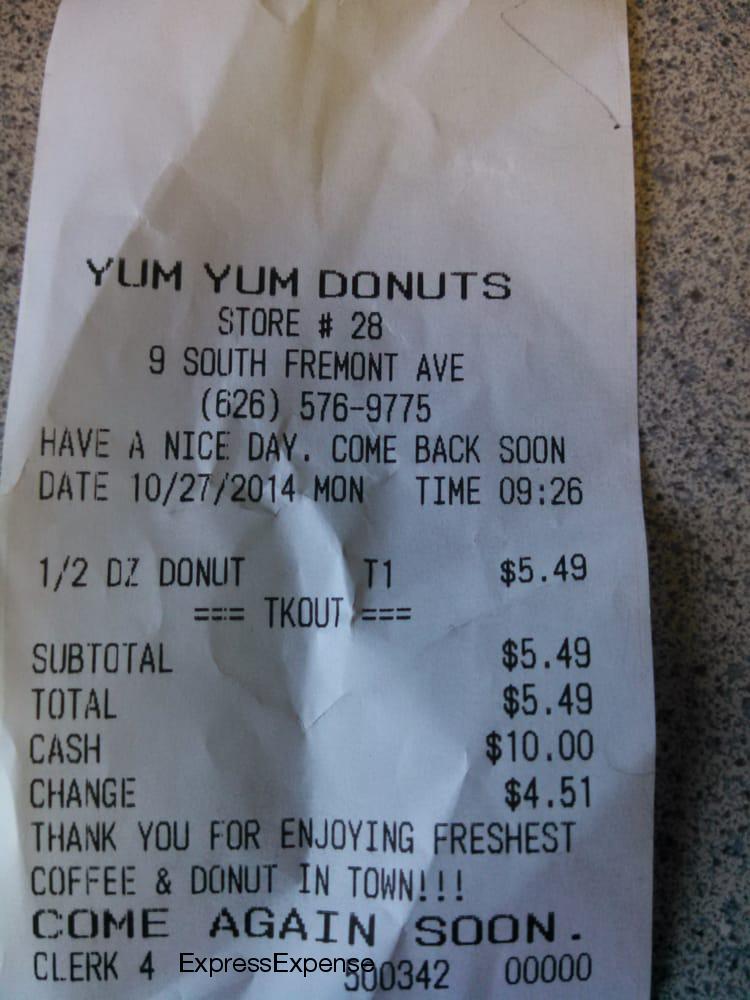 YUM YUM DONUTS
STORE # 28
9 SOUTH FREMONT AVE
(626) 576-9775
HAVE A NICE DAY. COME BACK SOON
DATE 10/27/2014 MON TIME 09:26
1/2 DZ DONUT T1 $5.49
=== TKOUT ===
SUBTOTAL $5.49
TOTAL $5.49
CASH $10.00
CHANGE $4.51
THANK YOU FOR ENJOYING FRESHEST
COFFEE & DONUT IN TOWN!!!
COME AGAIN SOON.
CLERK 4 ExpressExpense 500342 00000